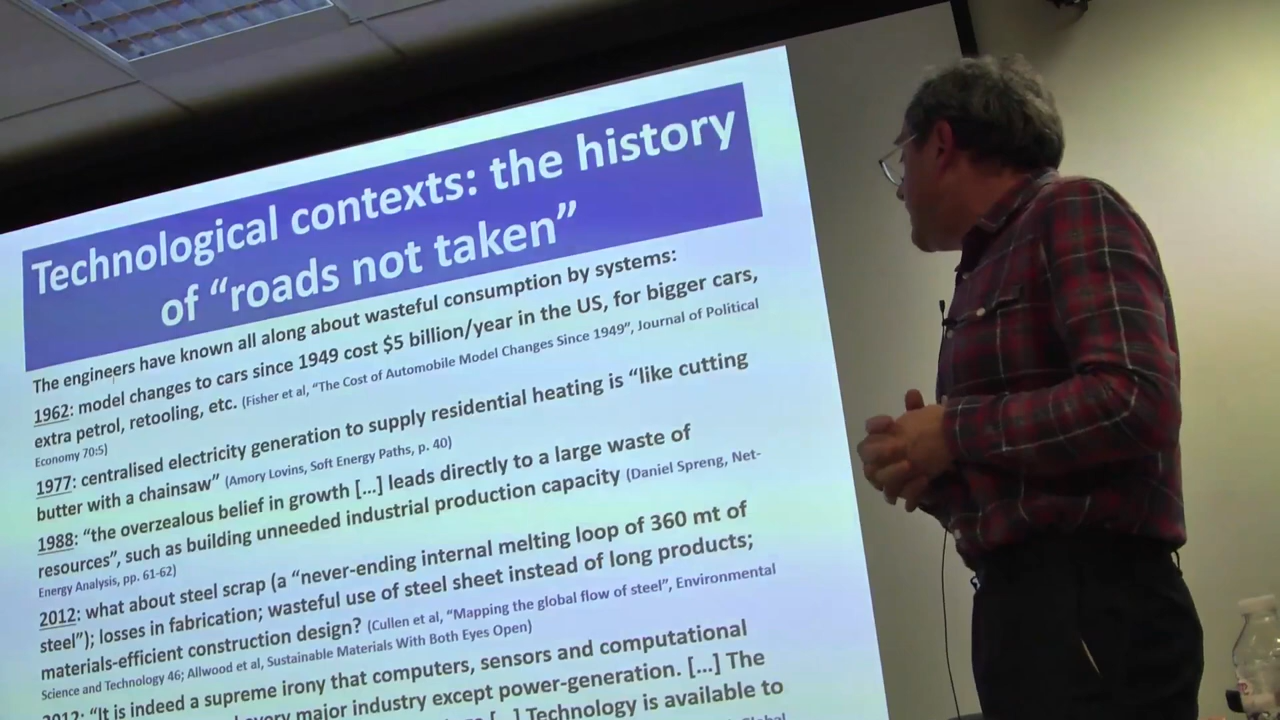 Technological contexts: the history
of “roads not taken”
The engineers have known all along about wasteful consumption by systems:
1962: model changes to cars since 1949 cost $5 billion/year in the US, for bigger cars,
extra petrol, retooling, etc. (Fisher et al, “The Cost of Automobile Model Changes Since 1949”, Journal of Political
Economy 70:5)
1977: centralised electricity generation to supply residential heating is “like cutting
butter with a chainsaw” (Amory Lovins, Soft Energy Paths, p. 40)
1988: “the overzealous belief in growth [...] leads directly to a large waste of
resources”, such as building unneeded industrial production capacity (Daniel Spreng, Net-
Energy Analysis, pp. 61-62)
2012: what about steel scrap (a “never-ending internal melting loop of 360 mt of
steel”); losses in fabrication; wasteful use of steel sheet instead of long products;
materials-efficient construction design? (Cullen et al, “Mapping the global flow of steel”, Environmental
Science and Technology 46; Allwood et al, Sustainable Materials With Both Eyes Open)
2012: “It is indeed a supreme irony that computers, sensors and computational
every major industry except power-generation. [...] The
[...] Technology is available to
Global